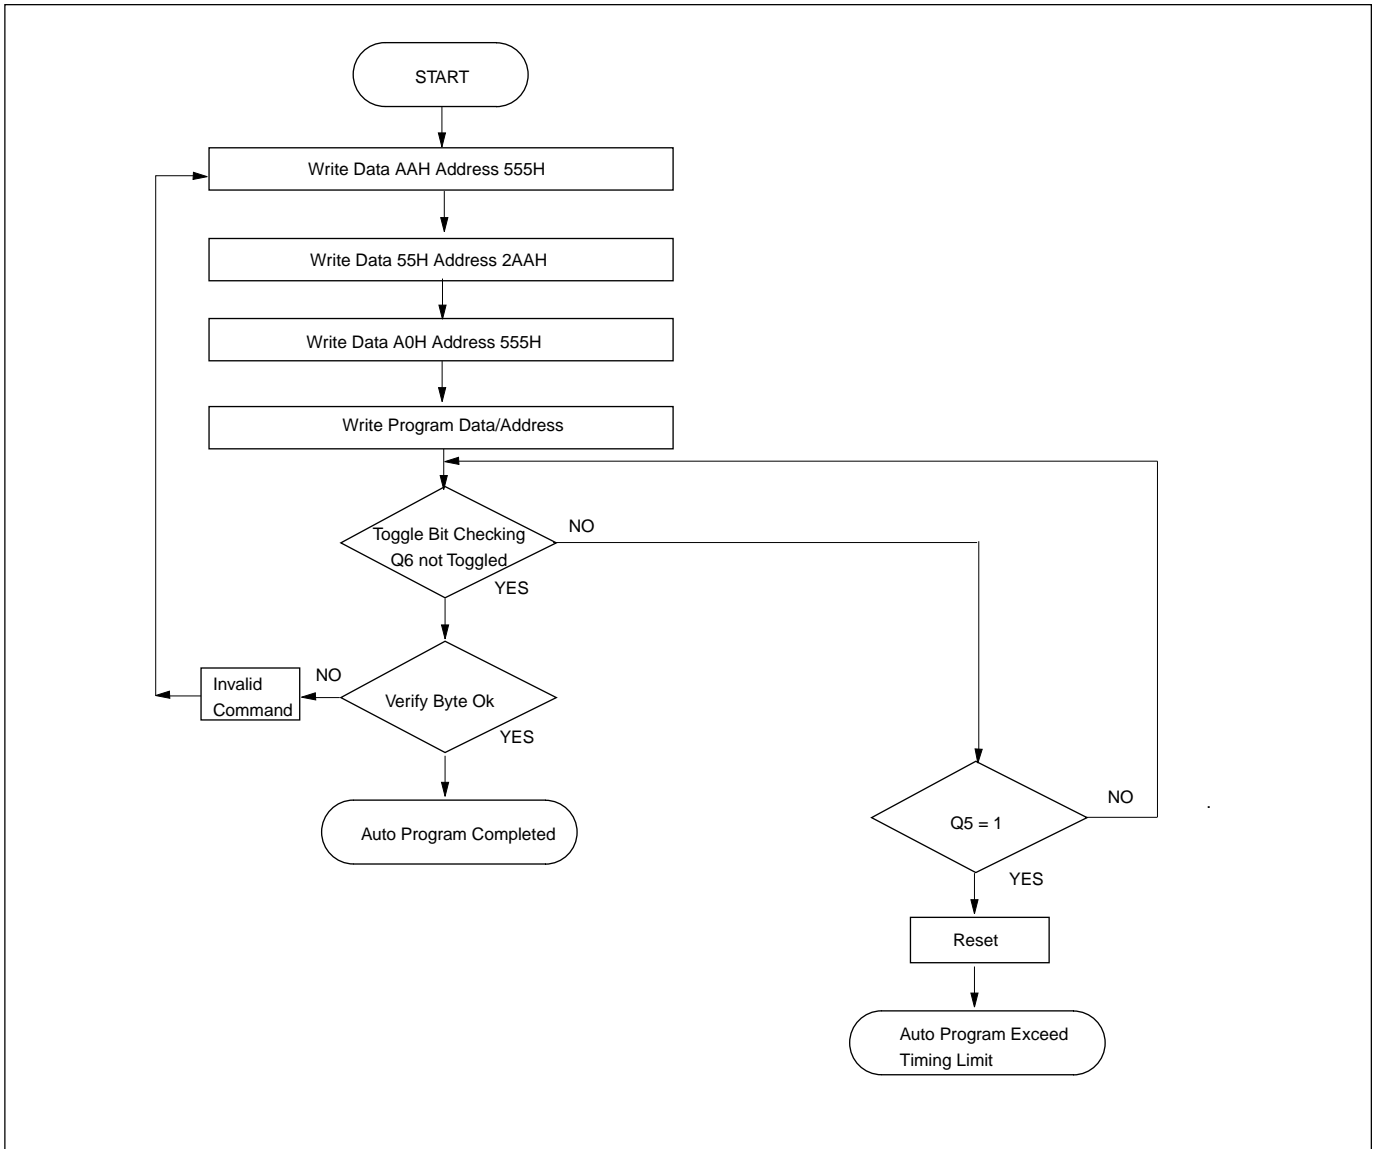 START
Write Data AAH Address 555H
Write Data 55H Address 2AAH
Write Data A0H Address 555H
Write Program Data/Address
Toggle Bit Checking
Q6 not Toggled
NO
YES
Invalid
Command
NO
Verify Byte Ok
YES
Auto Program Completed
Q5 = 1
NO
.
YES
Reset
Auto Program Exceed
Timing Limit